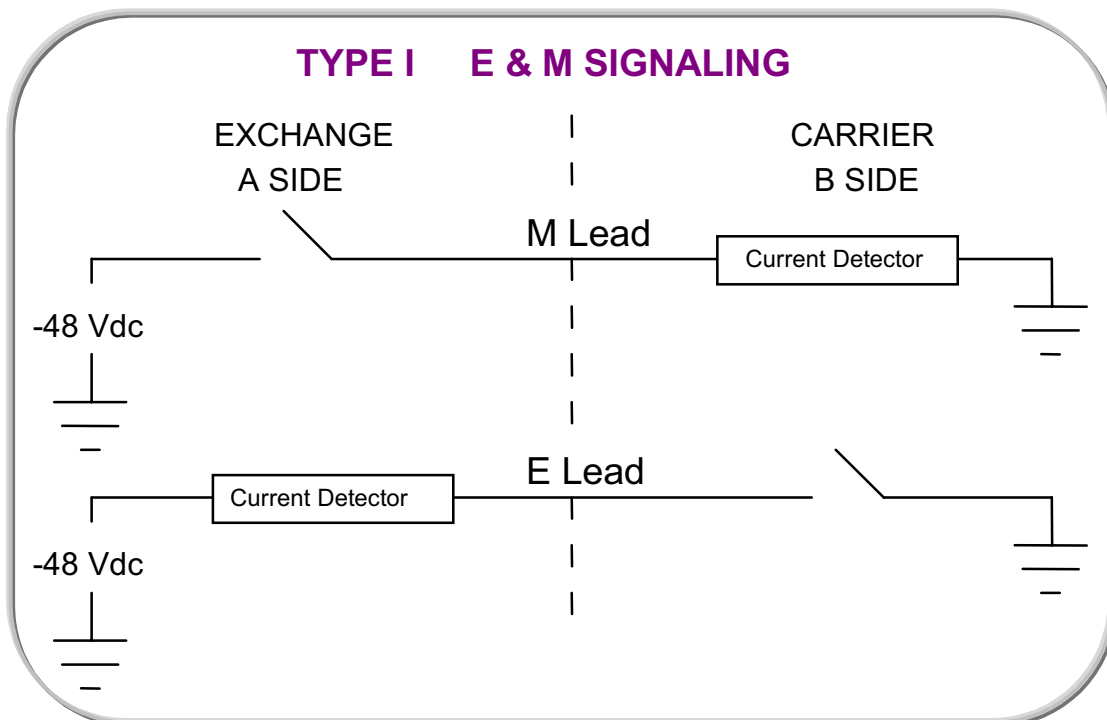 TYPE I E & M SIGNALING
EXCHANGE
A SIDE
CARRIER
B SIDE
M Lead
Current Detector
-48 Vdc
E Lead
Current Detector
-48 Vdc